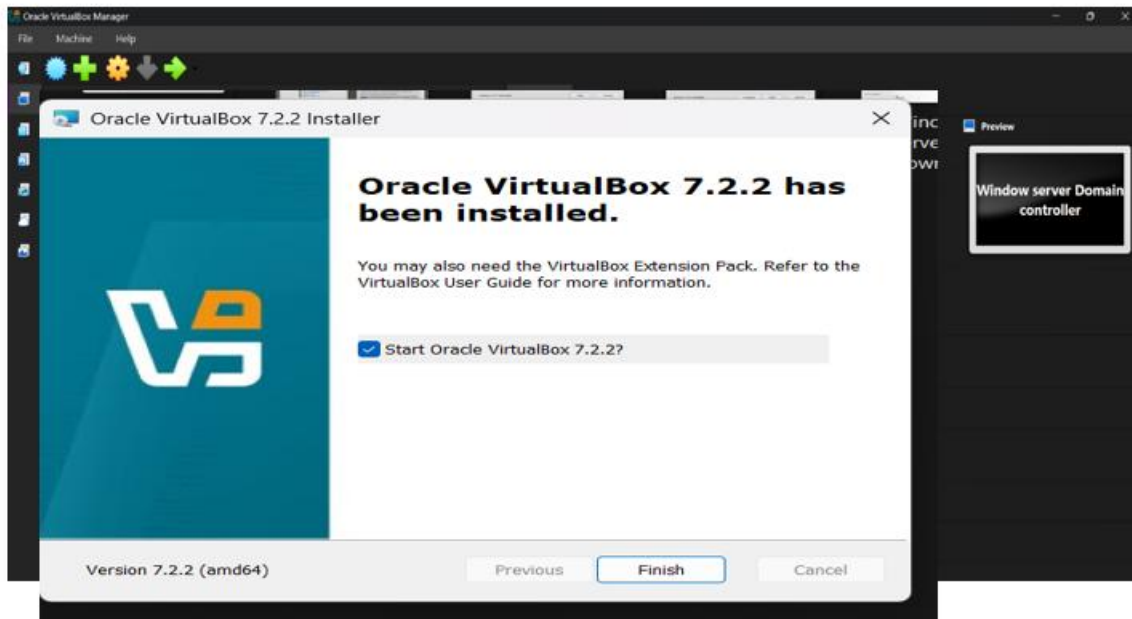 Oracle VirtualBox Manager
File Machine Help
Oracle VirtualBox 7.2.2 Installer
Oracle VirtualBox 7.2.2 has
been installed.
You may also need the VirtualBox Extension Pack. Refer to the
VirtualBox User Guide for more information.
Start Oracle VirtualBox 7.2.2?
Version 7.2.2 (amd64)
Previous Finish Cancel
inc
rve
Preview
Window server Domain
controller